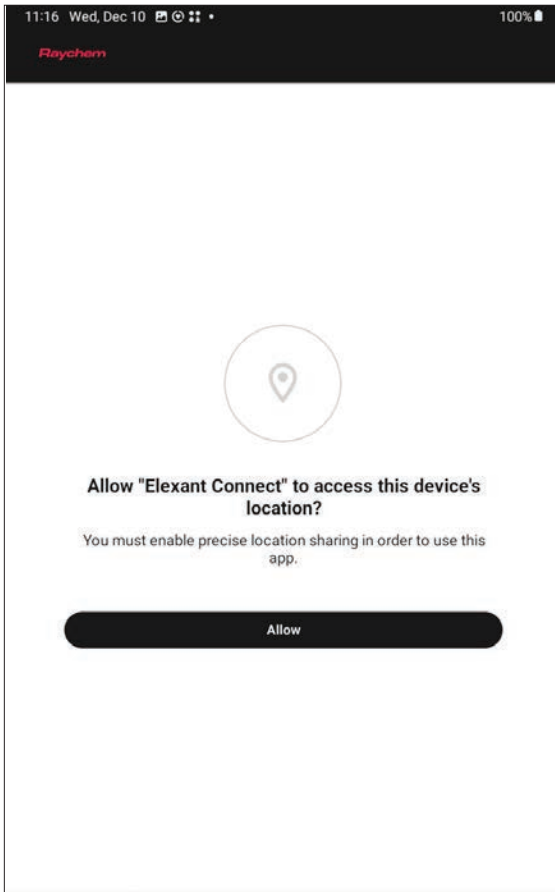 11:16 Wed, Dec 10 100%
Raychem
Allow "Elexant Connect" to access this device's
location?
You must enable precise location sharing in order to use this
app.
Allow